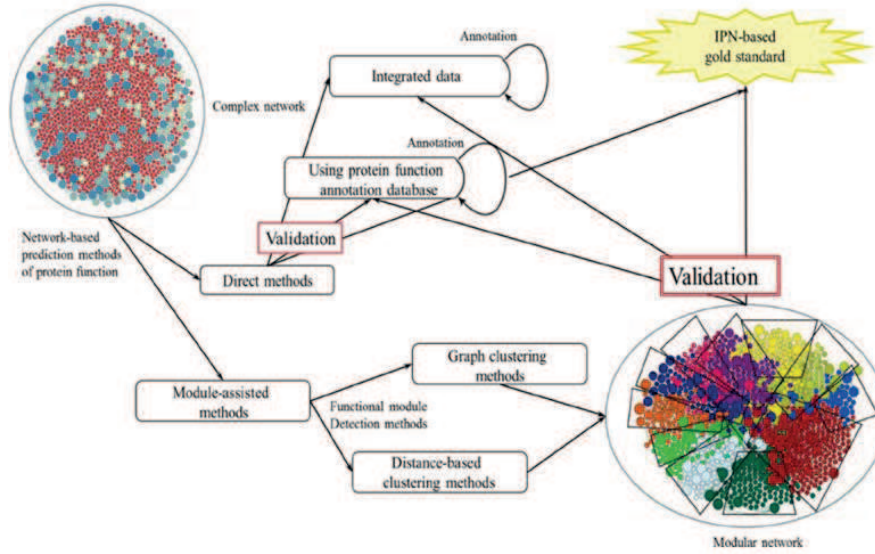 Annotation
IPN-based
gold standard
Integrated data
Complex network
Annotation
Using protein function
annotation database
Validation
Network-based
prediction methods
of protein function
Direct methods
Validation
Graph clustering
methods
Module-assisted
methods
Functional module
Detection methods
Distance-based
clustering methods
Modular network